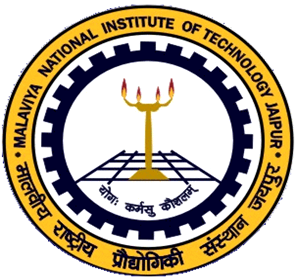 • MALAVIYA NATIONAL INSTITUTE OF TECHNOLOGY JAIPUR •
योगः कर्मसु कौशलम्
मालवीय राष्ट्रीय प्रौद्योगिकी संस्थान जयपुर